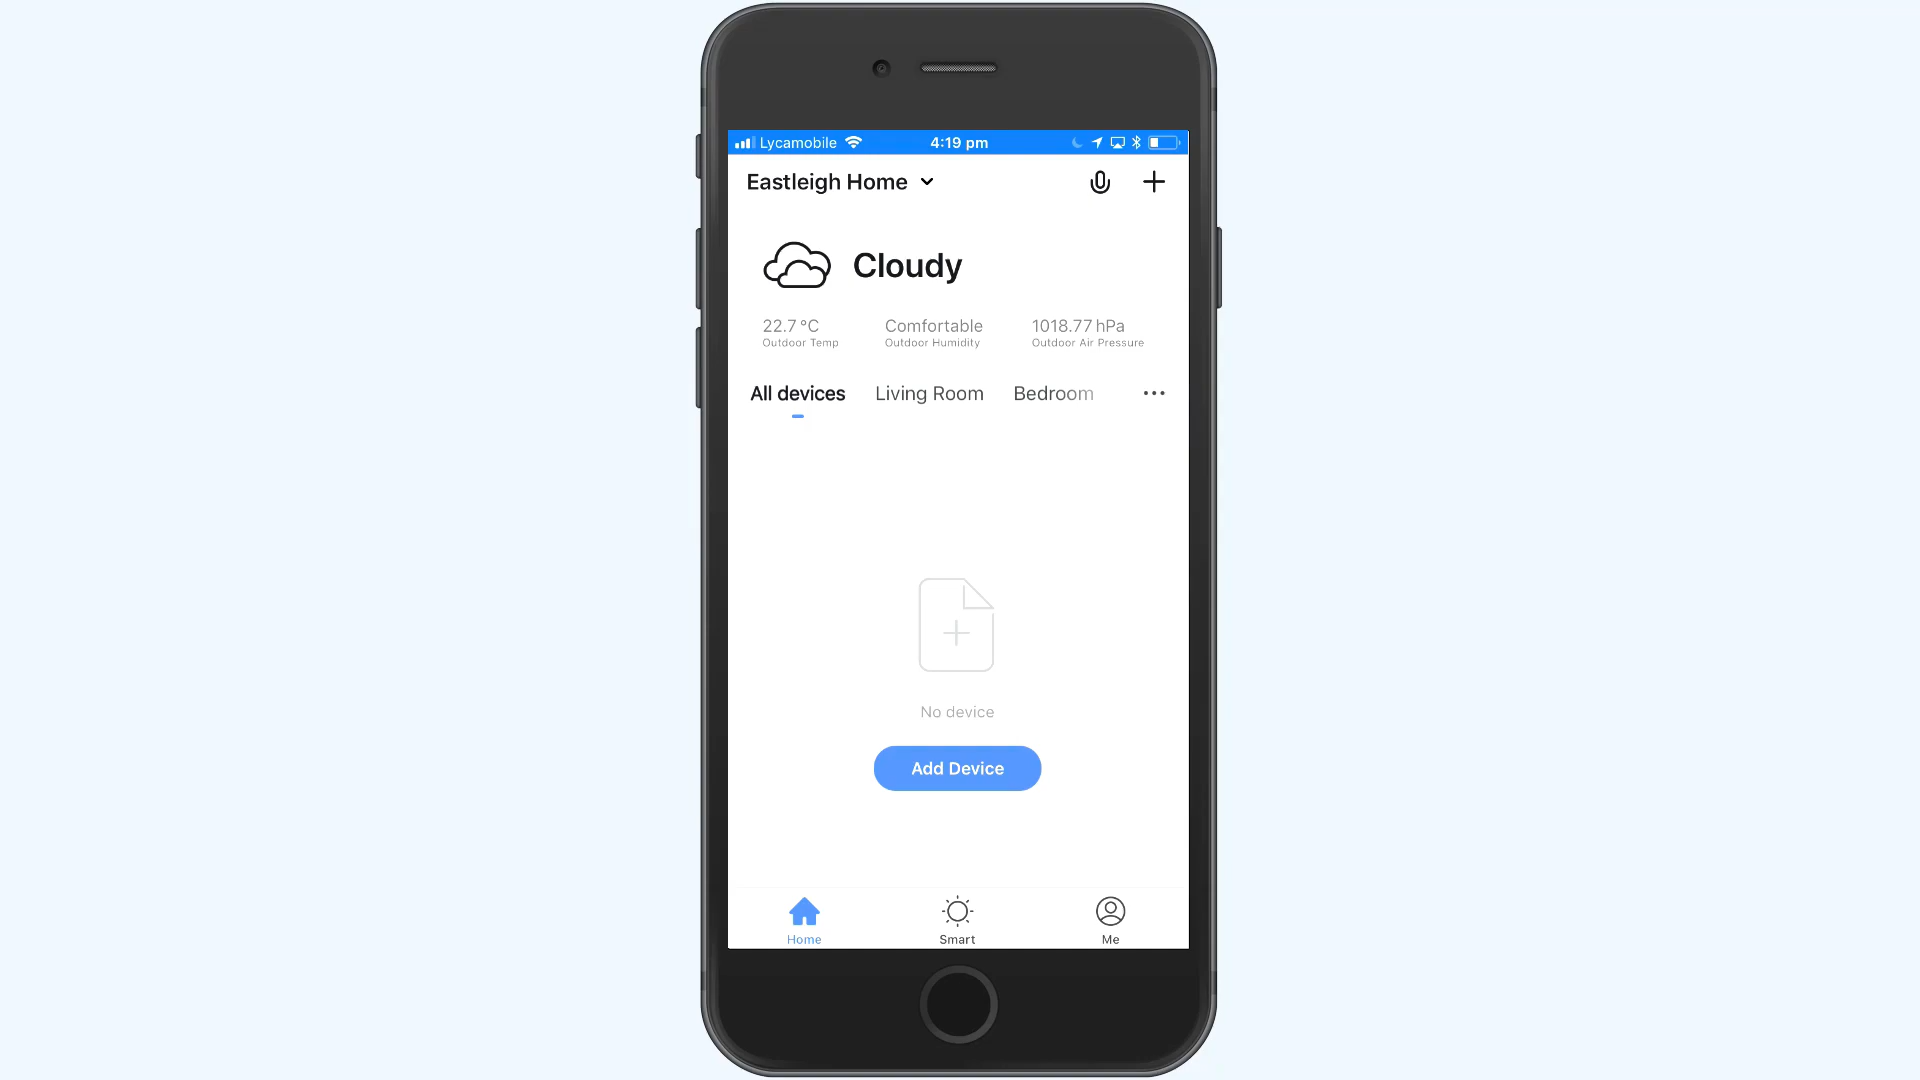 Lycamobile 4:19 pm
Eastleigh Home
Cloudy
22.7 °C Comfortable 1018.77 hPa
Outdoor Temp Outdoor Humidity Outdoor Air Pressure
All devices Living Room Bedroom
No device
Add Device
Home Smart Me